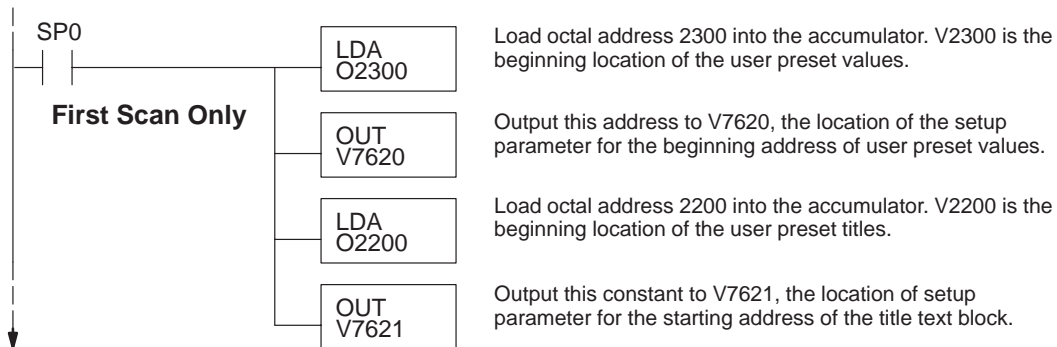 SP0
First Scan Only
LDA
O2300
Load octal address 2300 into the accumulator. V2300 is the
beginning location of the user preset values.
OUT
V7620
Output this address to V7620, the location of the setup
parameter for the beginning address of user preset values.
LDA
O2200
Load octal address 2200 into the accumulator. V2200 is the
beginning location of the user preset titles.
OUT
V7621
Output this constant to V7621, the location of setup
parameter for the starting address of the title text block.